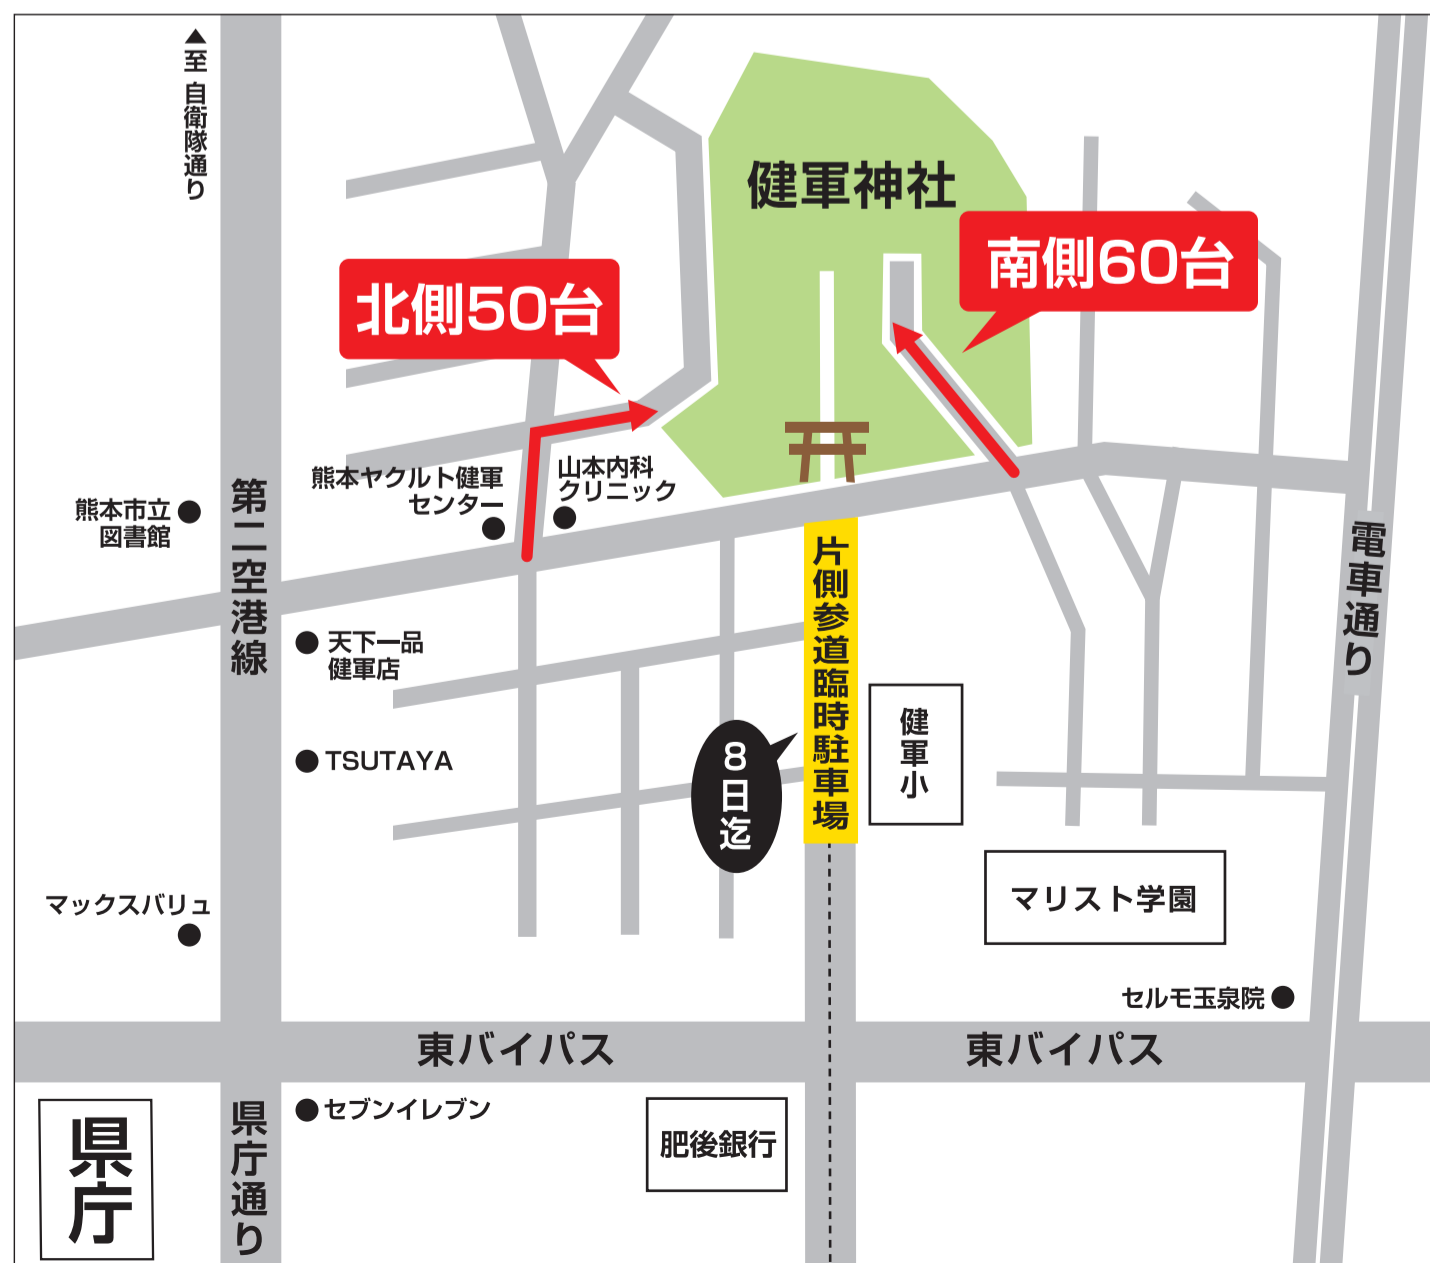 ▲至 自衛隊通り
健軍神社
南側60台
北側50台
熊本ヤクルト健軍
センター
山本内科
クリニック
熊本市立
図書館
第二空港線
電車通り
片側参道臨時駐車場
天下一品
健軍店
8日迄
健軍小
TSUTAYA
マリスト学園
マックスバリュ
セルモ玉泉院
東バイパス
東バイパス
県庁
県庁通り
セブンイレブン
肥後銀行